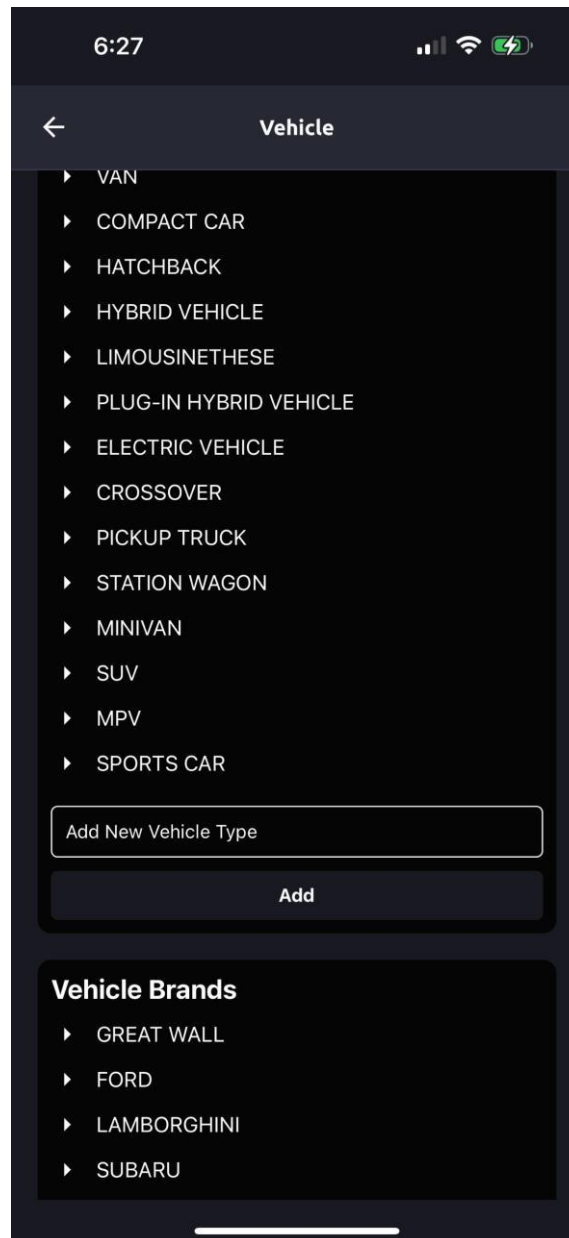 6:27
Vehicle
VAN
COMPACT CAR
HATCHBACK
HYBRID VEHICLE
LIMOUSINETHESE
PLUG-IN HYBRID VEHICLE
ELECTRIC VEHICLE
CROSSOVER
PICKUP TRUCK
STATION WAGON
MINIVAN
SUV
MPV
SPORTS CAR
Add New Vehicle Type
Add
Vehicle Brands
GREAT WALL
FORD
LAMBORGHINI
SUBARU